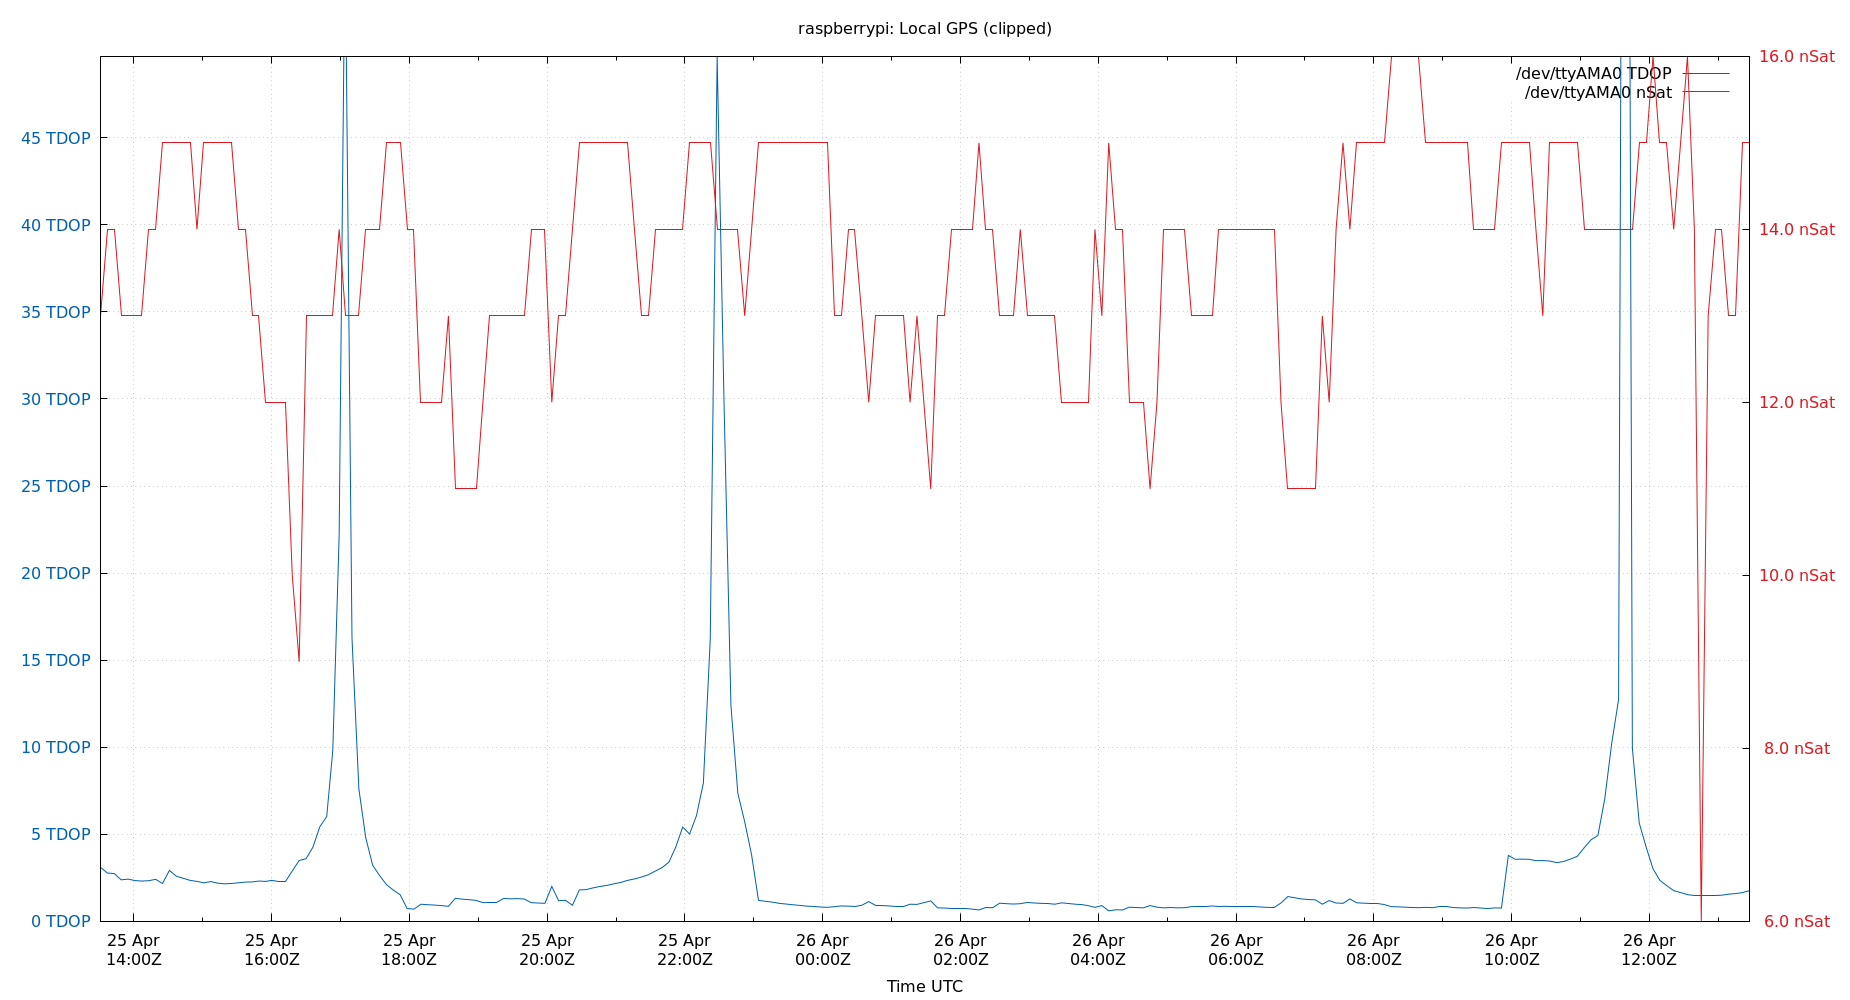 raspberrypi: Local GPS (clipped)
16.0 nSat
/dev/ttyAMA0 TDOP
/dev/ttyAMA0 nSat
45 TDOP
40 TDOP
14.0 nSat
35 TDOP
30 TDOP
12.0 nSat
25 TDOP
20 TDOP
10.0 nSat
15 TDOP
10 TDOP
8.0 nSat
5 TDOP
0 TDOP
6.0 nSat
25 Apr 25 Apr 25 Apr 25 Apr 25 Apr 26 Apr 26 Apr 26 Apr 26 Apr 26 Apr 26 Apr 26 Apr
14:00Z 16:00Z 18:00Z 20:00Z 22:00Z 00:00Z 02:00Z 04:00Z 06:00Z 08:00Z 10:00Z 12:00Z
Time UTC